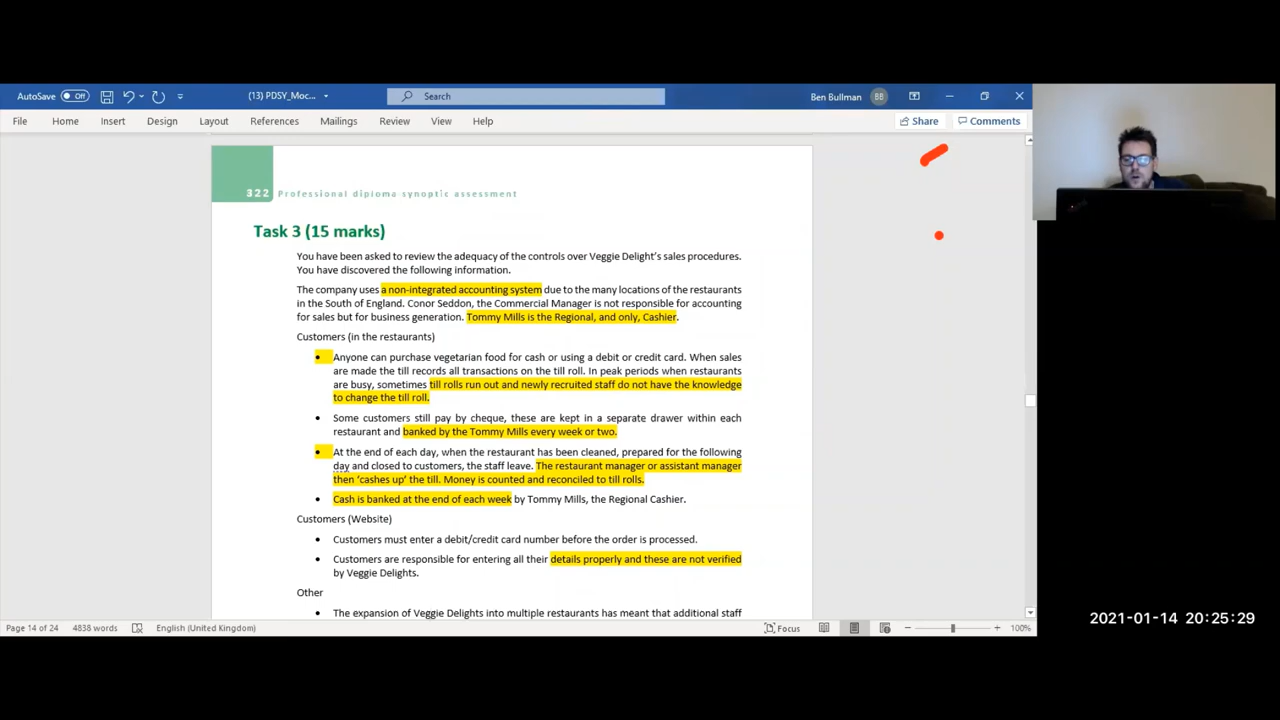 AutoSave Off (13) PDSY_Moc... Search Ben Bullman BB
File Home Insert Design Layout References Mailings Review View Help Share Comments
322 Professional diploma synoptic assessment
Task 3 (15 marks)
You have been asked to review the adequacy of the controls over Veggie Delight's sales procedures.
You have discovered the following information.
The company uses a non-integrated accounting system due to the many locations of the restaurants
in the South of England. Conor Seddon, the Commercial Manager is not responsible for accounting
for sales but for business generation. Tommy Mills is the Regional, and only, Cashier.
Customers (in the restaurants)
• Anyone can purchase vegetarian food for cash or using a debit or credit card. When sales
are made the till records all transactions on the till roll. In peak periods when restaurants
are busy, sometimes till rolls run out and newly recruited staff do not have the knowledge
to change the till roll.
• Some customers still pay by cheque, these are kept in a separate drawer within each
restaurant and banked by the Tommy Mills every week or two.
• At the end of each day, when the restaurant has been cleaned, prepared for the following
day and closed to customers, the staff leave. The restaurant manager or assistant manager
then 'cashes up' the till. Money is counted and reconciled to till rolls.
• Cash is banked at the end of each week by Tommy Mills, the Regional Cashier.
Customers (Website)
• Customers must enter a debit/credit card number before the order is processed.
• Customers are responsible for entering all their details properly and these are not verified
by Veggie Delights.
Other
• The expansion of Veggie Delights into multiple restaurants has meant that additional staff
Page 14 of 24 4838 words English (United Kingdom) Focus 100%
2021-01-14 20:25:29